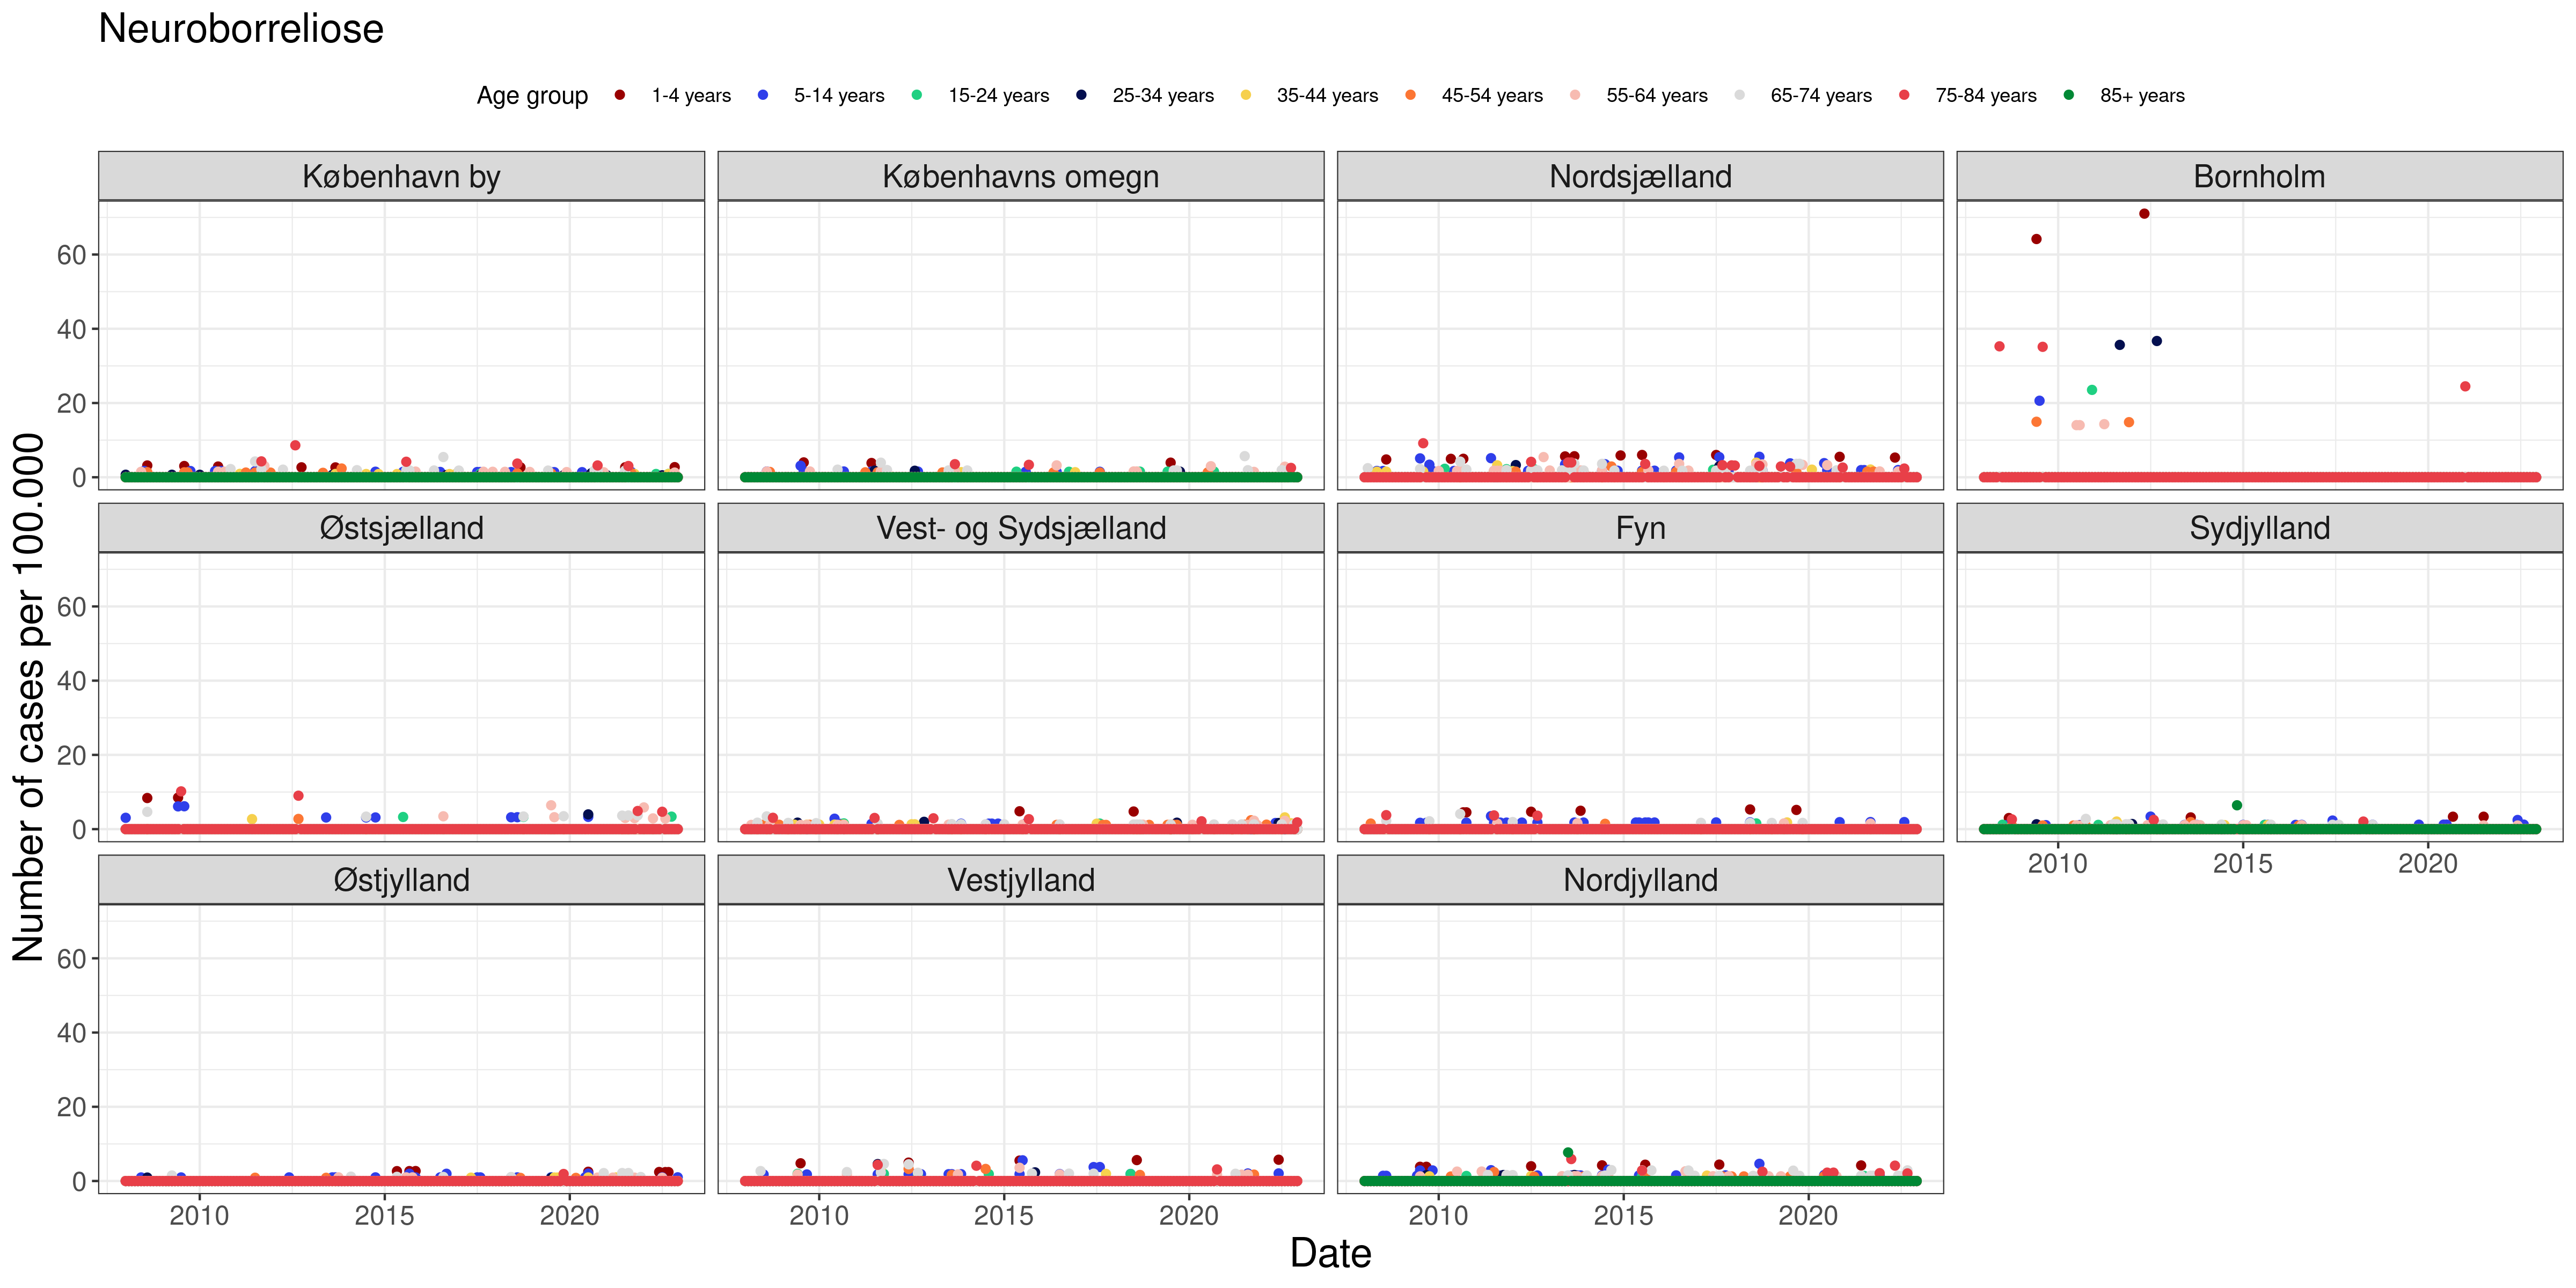 Neuroborreliose
Age group 1-4 years 5-14 years 15-24 years 25-34 years 35-44 years 45-54 years 55-64 years 65-74 years 75-84 years 85+ years
København by Københavns omegn Nordsjælland Bornholm
60
40
20
0
Østsjælland Vest- og Sydsjælland Fyn Sydjylland
60
40
20
0
2010 2015 2020
Østjylland Vestjylland Nordjylland
60
40
20
0
2010 2015 2020 2010 2015 2020 2010 2015 2020
Date
Number of cases per 100.000